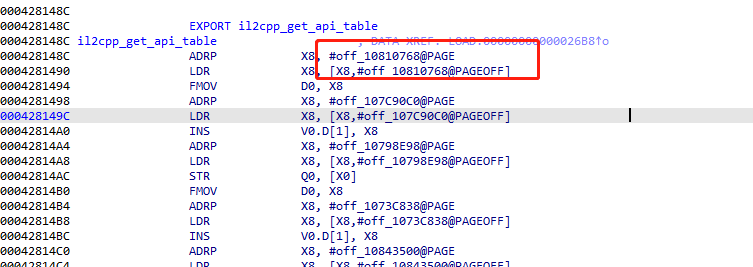 000428148C
000428148C EXPORT il2cpp_get_api_table
000428148C il2cpp_get_api_table ; DATA XREF: LOAD:00000000000026B8↑o
000428148C ADRP X8, #off_10810768@PAGE
0004281490 LDR X8, [X8,#off_10810768@PAGEOFF]
0004281494 FMOV D0, X8
0004281498 ADRP X8, #off_107C90C0@PAGE
000428149C LDR X8, [X8,#off_107C90C0@PAGEOFF]
00042814A0 INS V0.D[1], X8
00042814A4 ADRP X8, #off_10798E98@PAGE
00042814A8 LDR X8, [X8,#off_10798E98@PAGEOFF]
00042814AC STR Q0, [X0]
00042814B0 FMOV D0, X8
00042814B4 ADRP X8, #off_1073C838@PAGE
00042814B8 LDR X8, [X8,#off_1073C838@PAGEOFF]
00042814BC INS V0.D[1], X8
00042814C0 ADRP X8, #off_10843500@PAGE
00042814C4 LDR X8, [X8,#off_10843500@PAGEOFF]